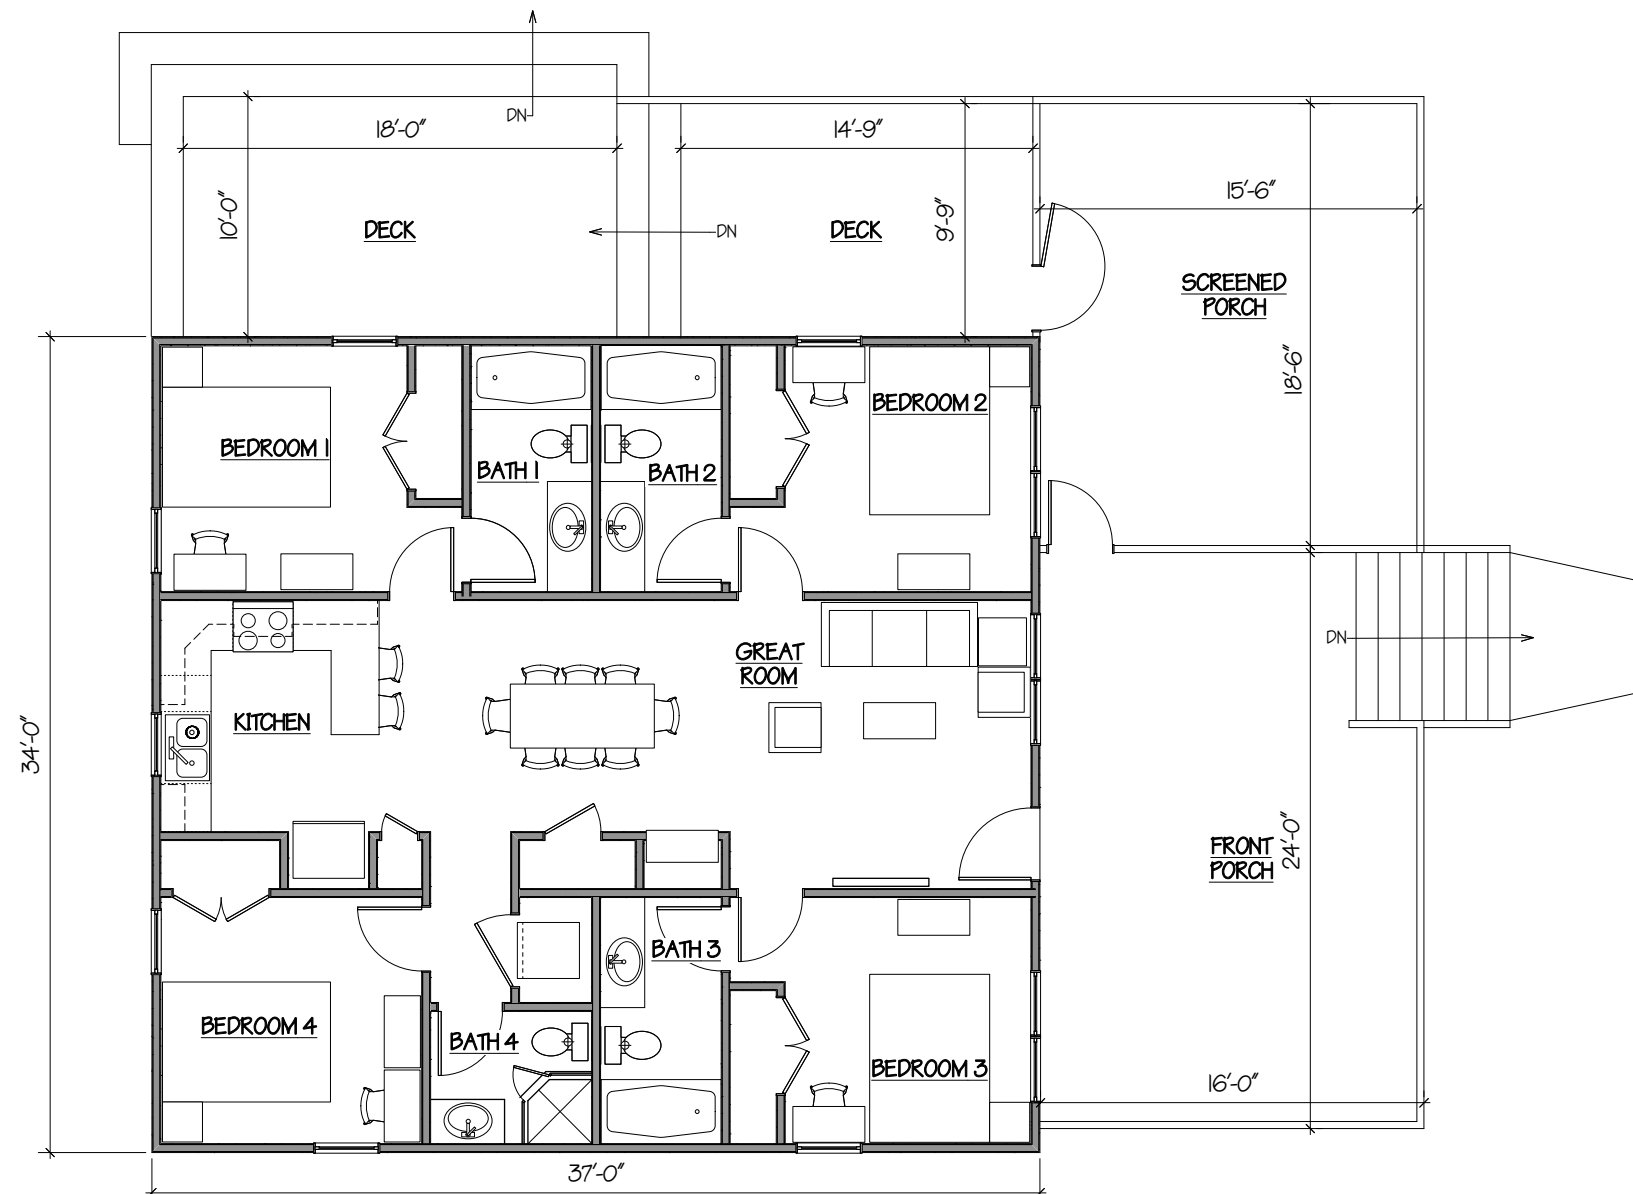 DN
18'-0"
14'-9"
15'-6"
10'-0"
DECK
DN
DECK
9'-9"
SCREENED
PORCH
18'-6"
BEDROOM 1
BATH 1
BATH 2
BEDROOM 2
KITCHEN
GREAT
ROOM
DN
34'-0"
FRONT
PORCH
24'-0"
BEDROOM 4
BATH 4
BATH 3
BEDROOM 3
16'-0"
37'-0"